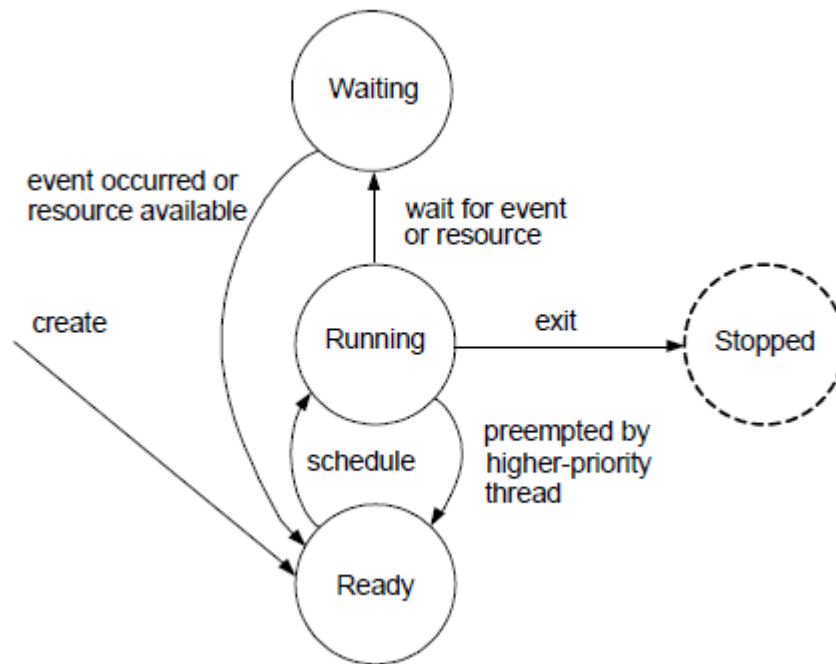 Waiting
event occurred or
resource available
wait for event
or resource
create
Running
exit
Stopped
schedule
preempted by
higher-priority
thread
Ready